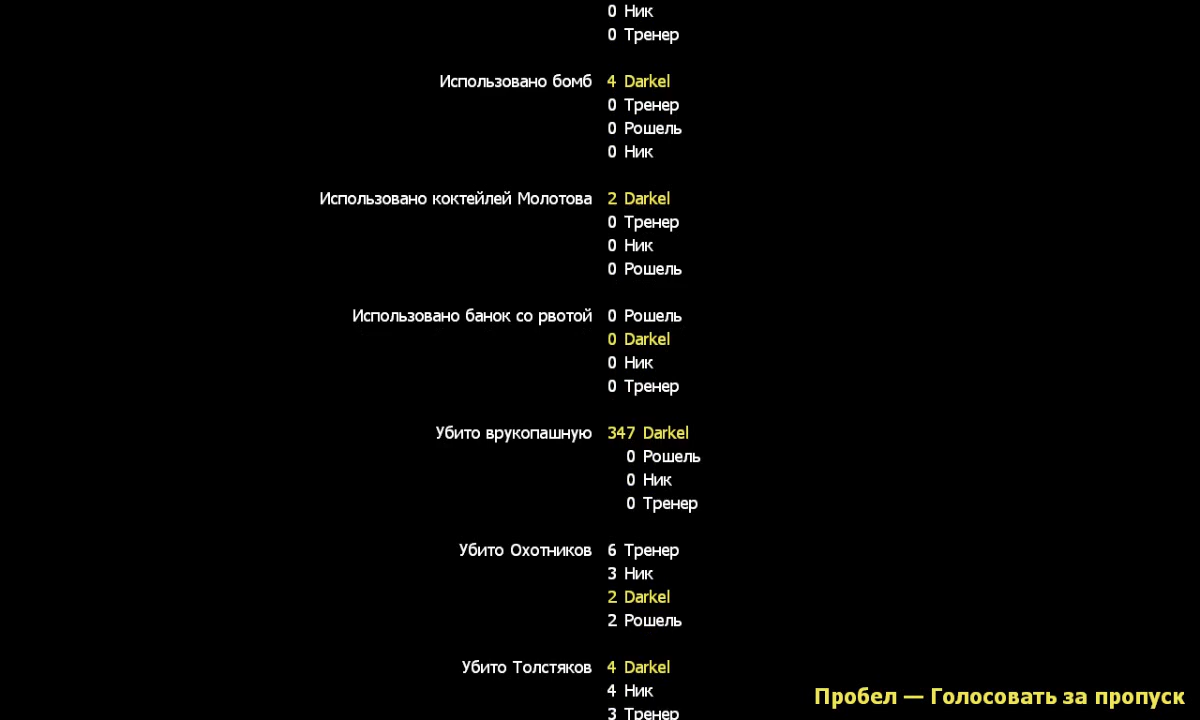 0 Ник
0 Тренер
Использовано бомб 4 Darkel
0 Тренер
0 Рошель
0 Ник
Использовано коктейлей Молотова 2 Darkel
0 Тренер
0 Ник
0 Рошель
Использовано банок со рвотой 0 Рошель
0 Darkel
0 Ник
0 Тренер
Убито врукопашную 347 Darkel
0 Рошель
0 Ник
0 Тренер
Убито Охотников 6 Тренер
3 Ник
2 Darkel
2 Рошель
Убито Толстяков 4 Darkel
4 Ник
3 Тренер
Пробел — Голосовать за пропуск